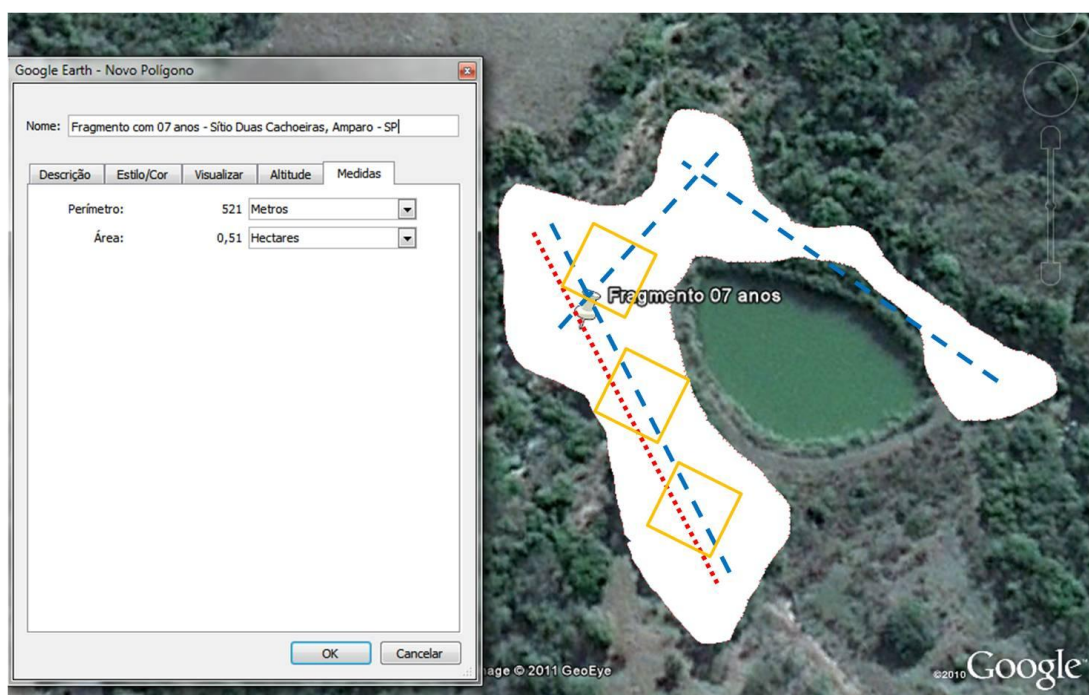 Google Earth - Novo Polígono
Nome: Fragmento com 07 anos - Sítio Duas Cachoeiras, Amparo - SP
Descrição Estilo/Cor Visualizar Altitude Medidas
Perímetro: 521 Metros
Área: 0,51 Hectares
OK Cancelar
Fragmento 07 anos
age © 2011 GeoEye
©2010 Google